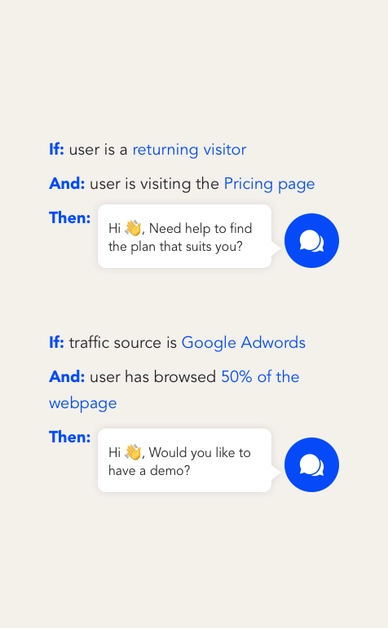 If: user is a returning visitor
And: user is visiting the Pricing page
Then:
Hi 👋, Need help to find
the plan that suits you?
If: traffic source is Google Adwords
And: user has browsed 50% of the
webpage
Then:
Hi 👋, Would you like to
have a demo?